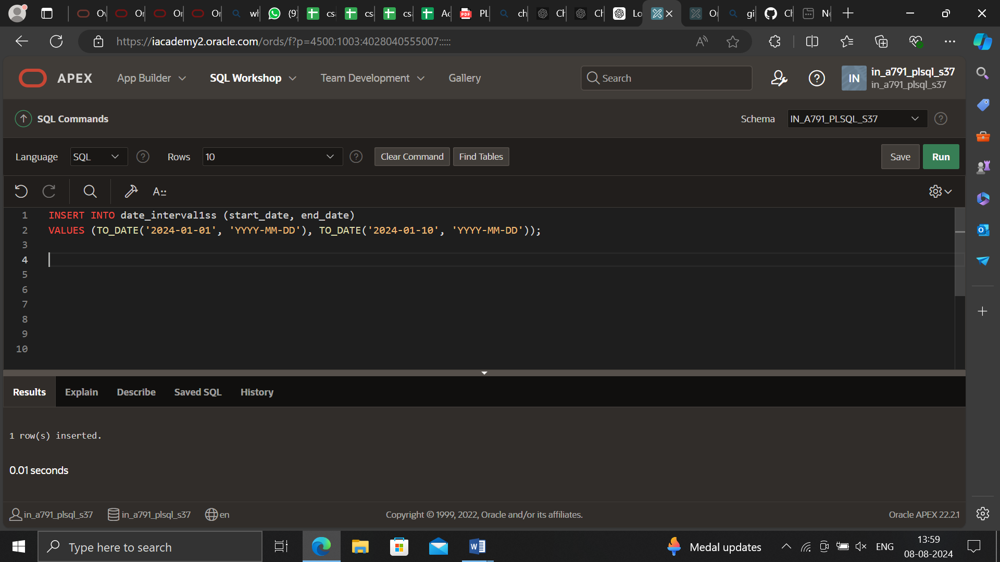 Ov
Or
Or
Or
wh
(9)
cs
cs
cs
Ac
PL
ch
Ch
Ch
Lo
Or
gi
Ch
Ne
https://iacademy2.oracle.com/ords/f?p=4500:1003:4028040555007:::::
APEX
App Builder
SQL Workshop
Team Development
Gallery
Search
IN
in_a791_plsql_s37
in_a791_plsql_s37
SQL Commands
Schema
IN_A791_PLSQL_S37
Language
SQL
Rows
10
Clear Command
Find Tables
Save
Run
A
1 INSERT INTO date_interval1ss (start_date, end_date)
2 VALUES (TO_DATE('2024-01-01', 'YYYY-MM-DD'), TO_DATE('2024-01-10', 'YYYY-MM-DD'));
3
4
5
6
7
8
9
10
Results
Explain
Describe
Saved SQL
History
1 row(s) inserted.
0.01 seconds
in_a791_plsql_s37
in_a791_plsql_s37
en
Copyright © 1999, 2022, Oracle and/or its affiliates.
Oracle APEX 22.2.1
Type here to search
Medal updates
ENG
13:59
08-08-2024